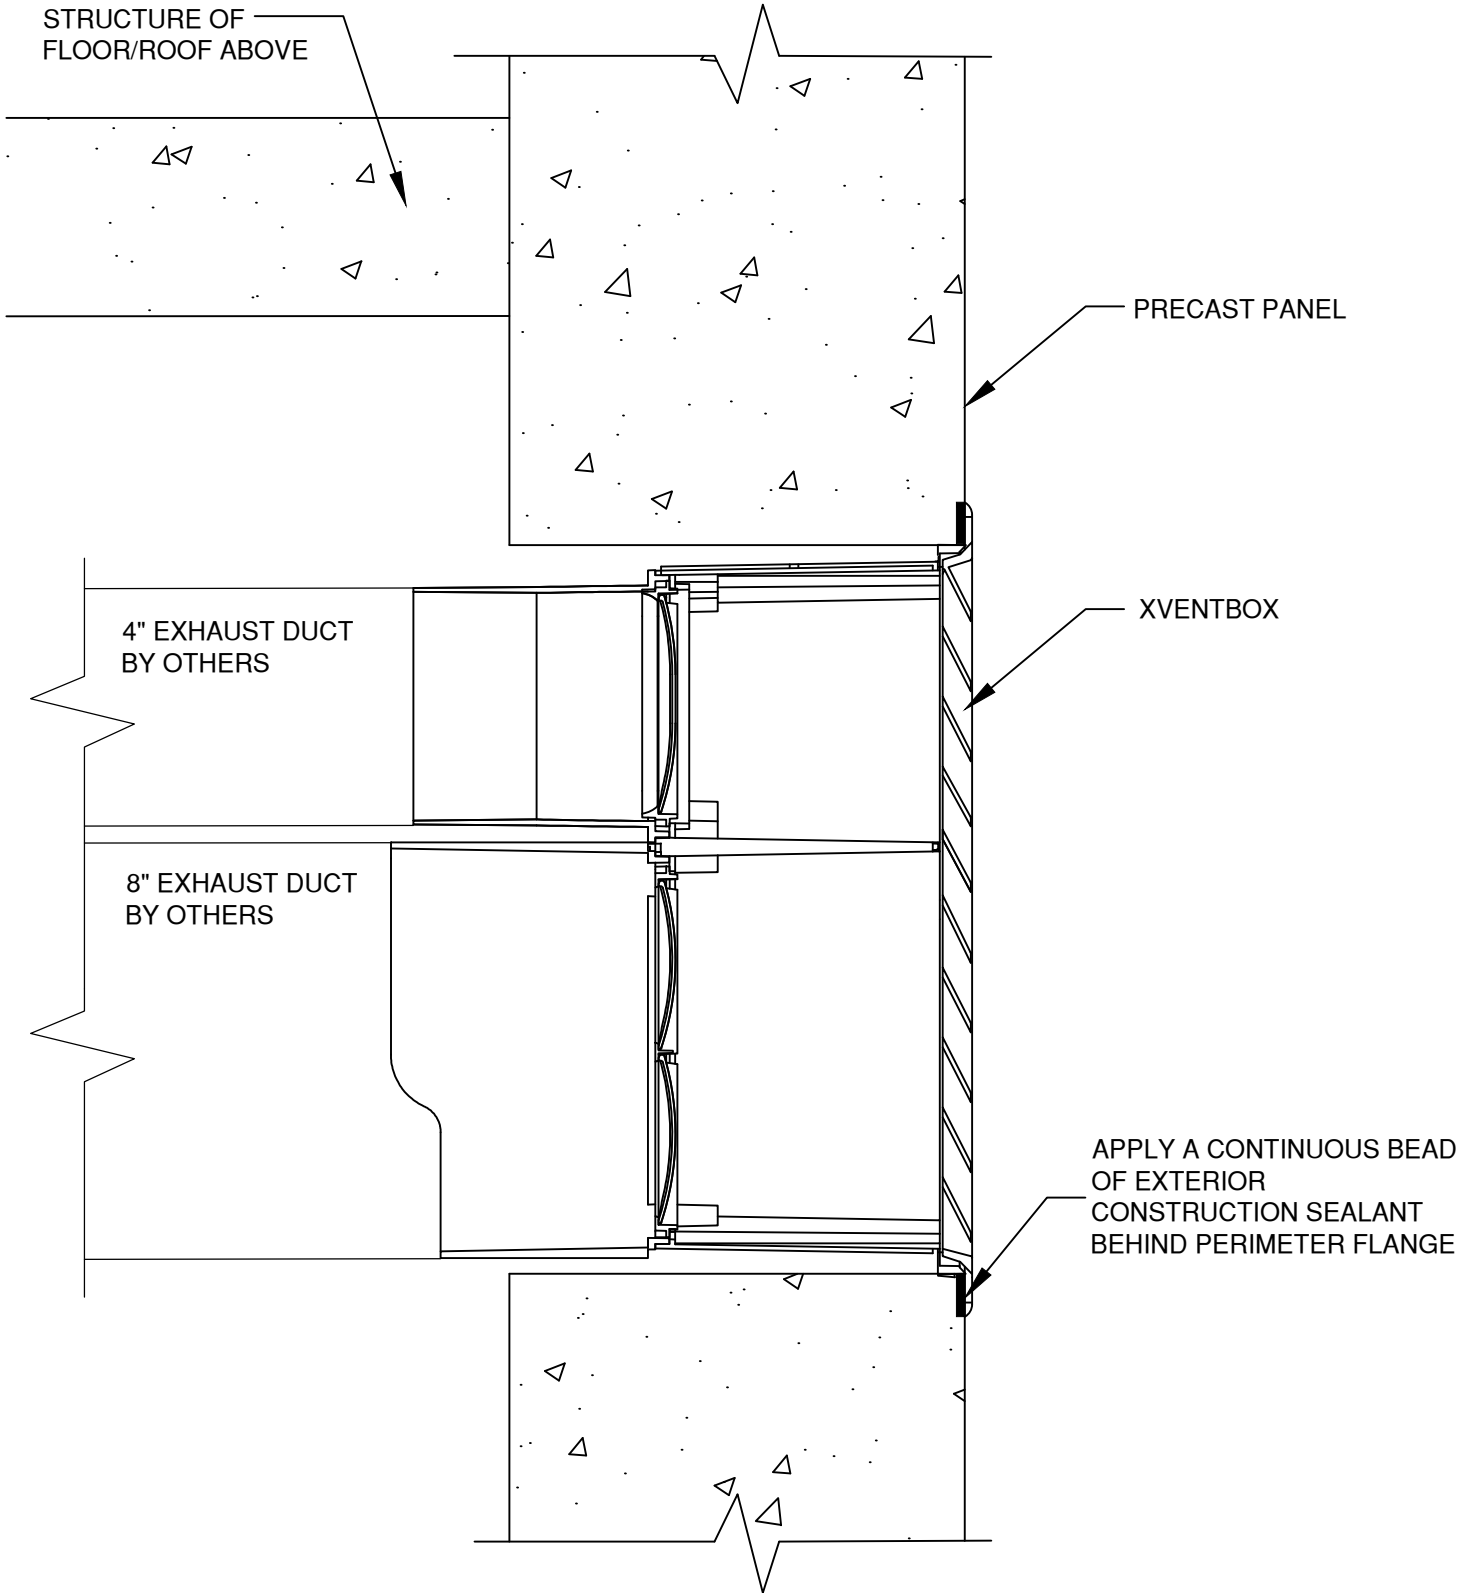 STRUCTURE OF
FLOOR/ROOF ABOVE
PRECAST PANEL
XVENTBOX
4" EXHAUST DUCT
BY OTHERS
8" EXHAUST DUCT
BY OTHERS
APPLY A CONTINUOUS BEAD
OF EXTERIOR
CONSTRUCTION SEALANT
BEHIND PERIMETER FLANGE